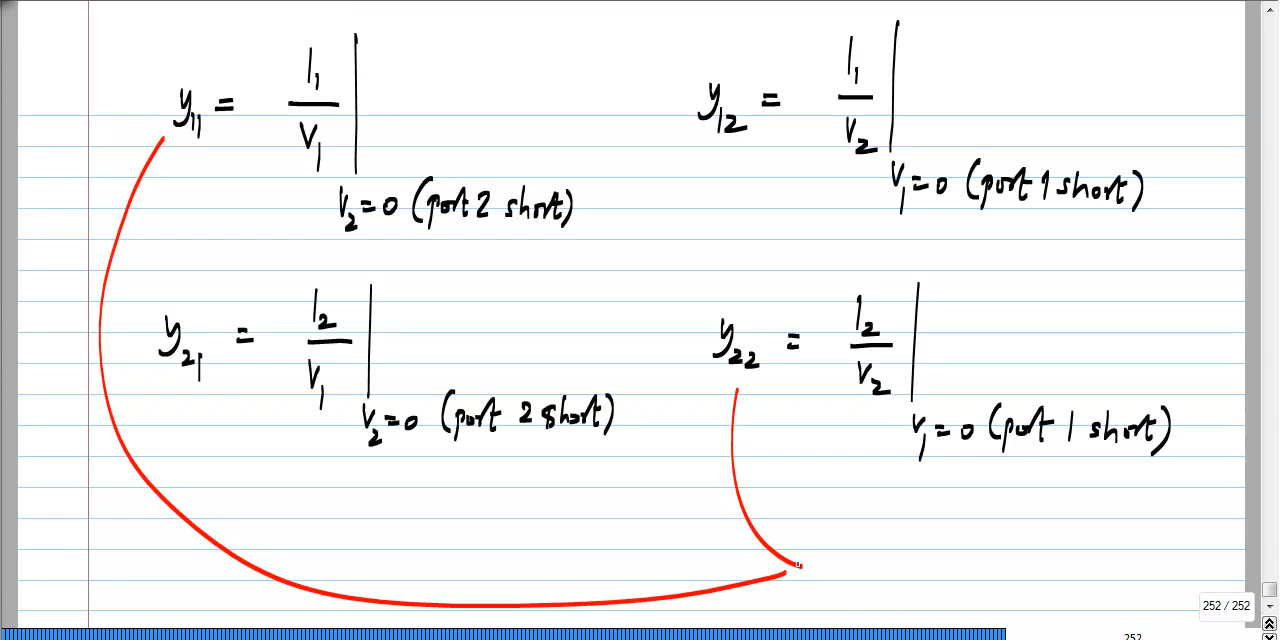 y11 = I1/V1 | V2=0 (port 2 short)
y12 = I1/V2 | V1=0 (port 1 short)
y21 = I2/V1 | V2=0 (port 2 short)
y22 = I2/V2 | V1=0 (port 1 short)
252 / 252
252